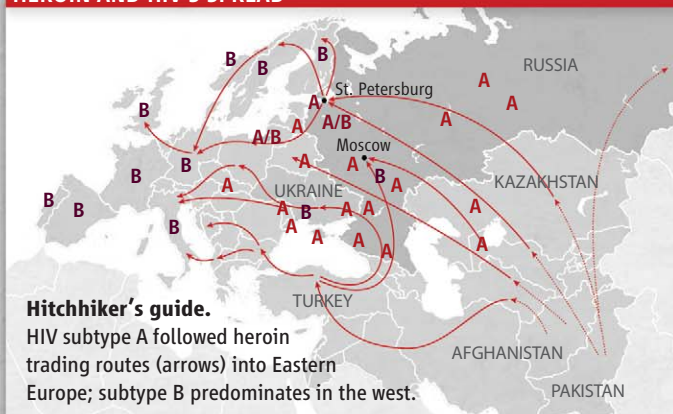 HEROIN AND HIV'S SPREAD
B
B
B
RUSSIA
A
A
St. Petersburg
A
B
A
A/B
A
A/B
Moscow
A
A
B
B
B
A
A
KAZAKHSTAN
UKRAINE
B
B
A
B
A
A
A
B
A
A
A
A
A
TURKEY
Hitchhiker's guide.
HIV subtype A followed heroin
trading routes (arrows) into Eastern
Europe; subtype B predominates in the west.
AFGHANISTAN
PAKISTAN